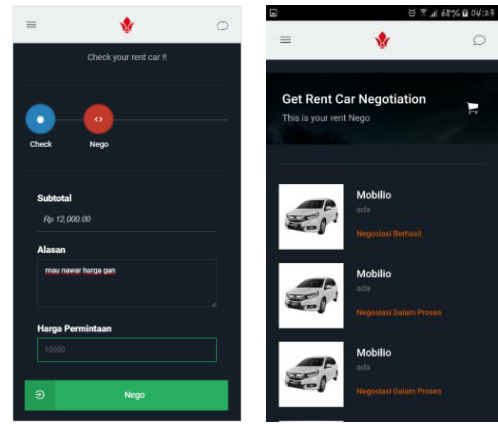 Check your rent car !!
Check
Nego
Subtotal
Rp 12,000.00
Alasan
mau nawar harga gan
Harga Permintaan
10000
Nego
68% 04:23
Get Rent Car Negotiation
This is your rent Nego
Mobilio
ada
Negosiasi Berhasil
Mobilio
ada
Negosiasi Dalam Proses
Mobilio
ada
Negosiasi Dalam Proses